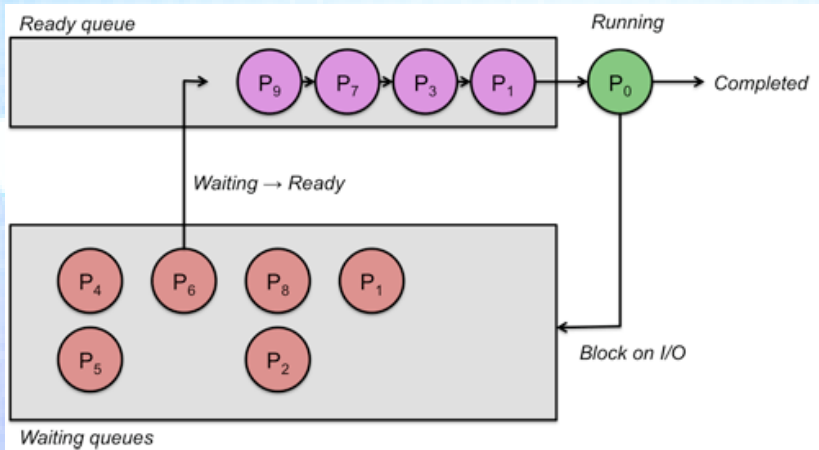 Ready queue
Running
P₉ P₇ P₃ P₁ P₀ Completed
Waiting → Ready
P₄ P₆ P₈ P₁
P₅ P₂
Block on I/O
Waiting queues